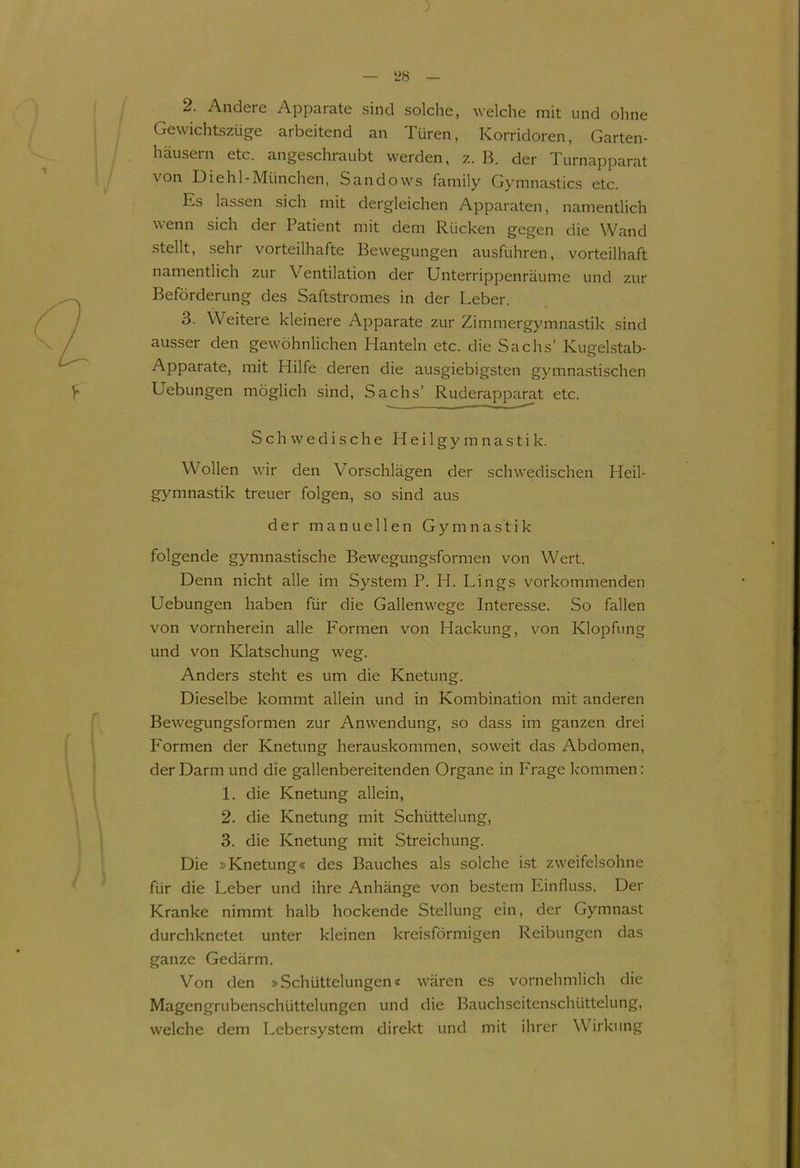 — 28 —
2. Andere Apparate sind solche, welche mit und ohne
Gewichtszüge arbeitend an Türen, Korridoren, Garten-
häusern etc. angeschraubt werden, z. B. der Turnapparat
von Diehl-München, Sandows family Gymnastics etc.
Es lassen sich mit dergleichen Apparaten, namentlich
wenn sich der Patient mit dem Rücken gegen die Wand
stellt, sehr vorteilhafte Bewegungen ausführen, vorteilhaft
namentlich zur Ventilation der Unterrippenräume und zur
Beförderung des Saftstromes in der Leber.
3. Weitere kleinere Apparate zur Zimmergymnastik sind
ausser den gewöhnlichen Hanteln etc. die Sachs' Kugelstab-
Apparate, mit Hilfe deren die ausgiebigsten gymnastischen
Uebungen möglich sind, Sachs' Ruderapparat etc.
Schwedische Heilgymnastik.
Wollen wir den Vorschlägen der schwedischen Heil-
gymnastik treuer folgen, so sind aus
der manuellen Gymnastik
folgende gymnastische Bewegungsformen von Wert.
Denn nicht alle im System P. H. Lings vorkommenden
Uebungen haben für die Gallenwege Interesse. So fallen
von vornherein alle Formen von Hackung, von Klopfung
und von Klatschung weg.
Anders steht es um die Knetung.
Dieselbe kommt allein und in Kombination mit anderen
Bewegungsformen zur Anwendung, so dass im ganzen drei
Formen der Knetung herauskommen, soweit das Abdomen,
der Darm und die gallenbereitenden Organe in Frage kommen:
1. die Knetung allein,
2. die Knetung mit Schüttelung,
3. die Knetung mit Streichung.
Die »Knetung« des Bauches als solche ist zweifelsohne
für die Leber und ihre Anhänge von bestem Einfluss. Der
Kranke nimmt halb hockende Stellung ein, der Gymnast
durchknetet unter kleinen kreisförmigen Reibungen das
ganze Gedärm.
Von den »Schüttelungen« wären es vornehmlich die
Magengrubenschüttelungen und die Bauchseitenschüttelung,
welche dem Lebersystem direkt und mit ihrer Wirkung